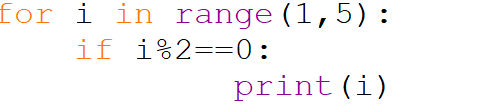 for i in range(1,5):
    if i%2==0:
            print(i)